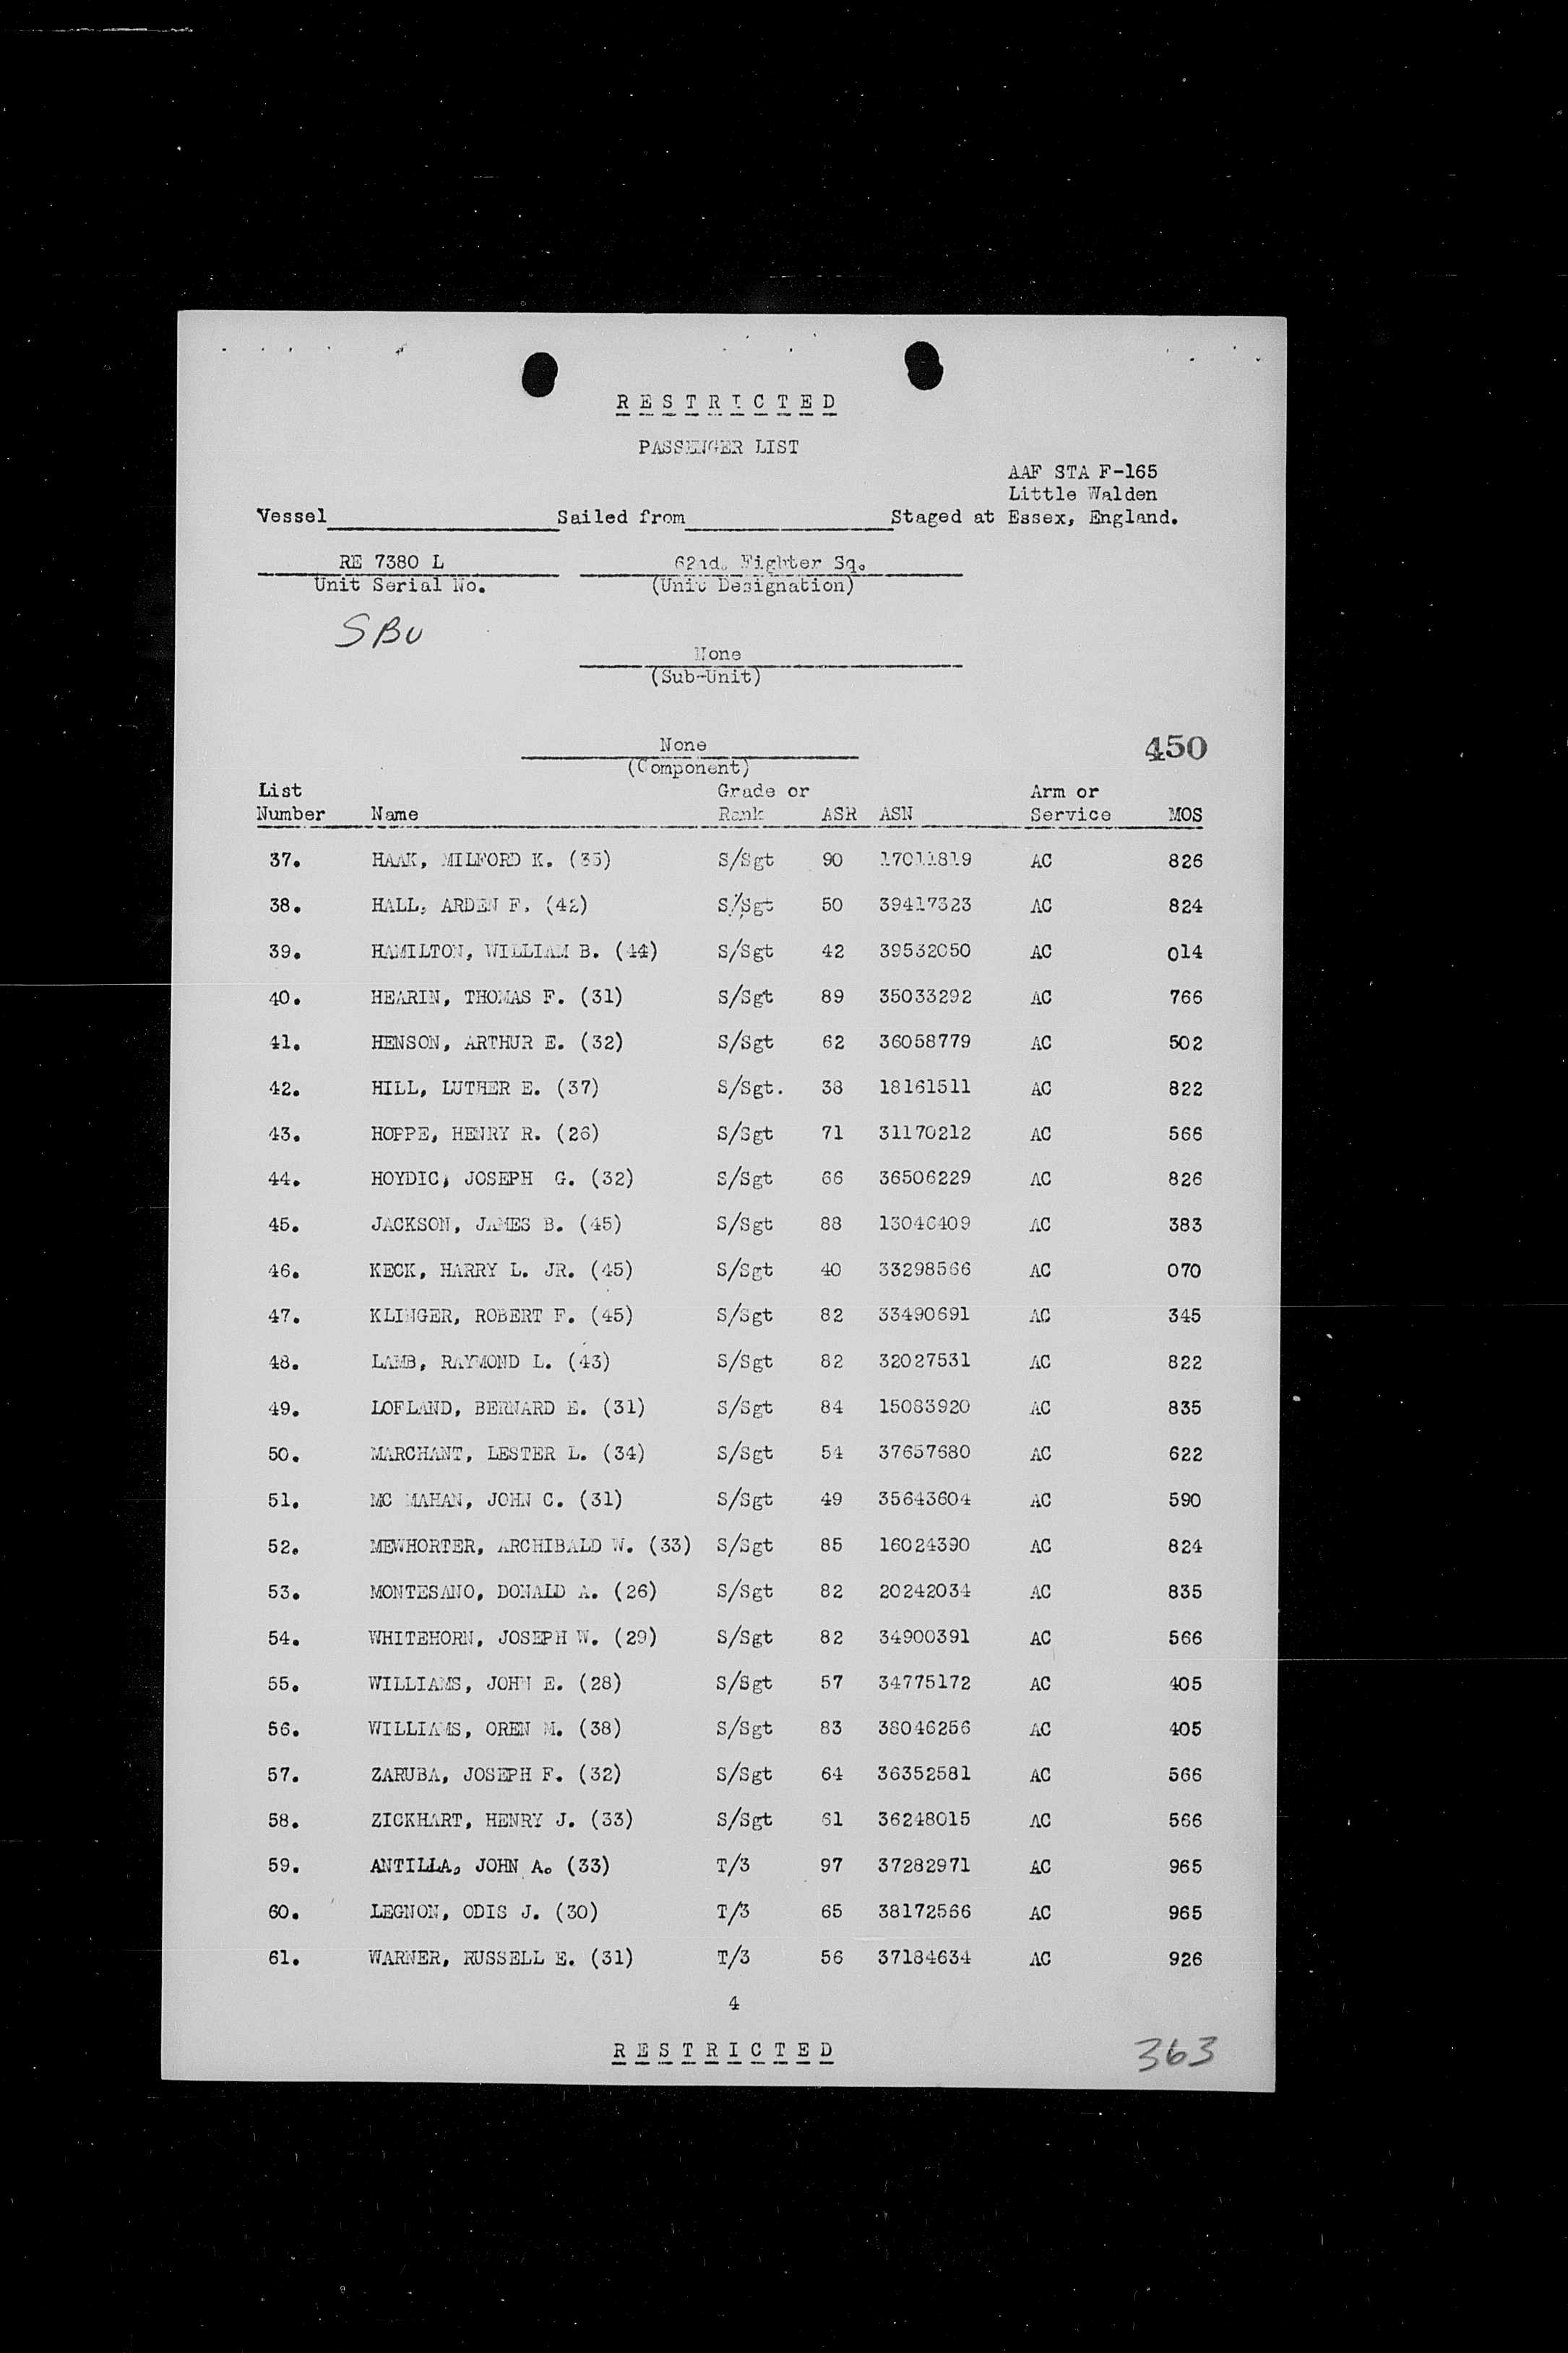 RESTRICTED
PASSENGER LIST
AAF STA F-165
Little Walden
Vessel Sailed from Staged at Essex, England.
RE 7380 L 62nd. Fighter Sq.
Unit Serial No. (Unit Designation)
SBU
None
(Sub-Unit)
None 450
(Component)
List Grade or Arm or
Number Name Rank ASR ASN Service MOS
37. HAAK, MILFORD K. (35) S/Sgt 90 17011819 AC 826
38. HALL, ARDEN F. (42) S/Sgt 50 39417323 AC 824
39. HAMILTON, WILLIAM B. (44) S/Sgt 42 39532050 AC 014
40. HEARIN, THOMAS F. (31) S/Sgt 89 35033292 AC 766
41. HENSON, ARTHUR E. (32) S/Sgt 62 36058779 AC 502
42. HILL, LUTHER E. (37) S/Sgt. 38 18161511 AC 822
43. HOPPE, HENRY R. (26) S/Sgt 71 31170212 AC 566
44. HOYDIC, JOSEPH G. (32) S/Sgt 66 36506229 AC 826
45. JACKSON, JAMES B. (45) S/Sgt 88 13046409 AC 383
46. KECK, HARRY L. JR. (45) S/Sgt 40 33298566 AC 070
47. KLINGER, ROBERT F. (45) S/Sgt 82 33490691 AC 345
48. LAMB, RAYMOND L. (43) S/Sgt 82 32027531 AC 822
49. LOFLAND, BERNARD E. (31) S/Sgt 84 15083920 AC 835
50. MARCHANT, LESTER L. (34) S/Sgt 54 37657680 AC 622
51. MC MAHAN, JOHN C. (31) S/Sgt 49 35643604 AC 590
52. MEWHORTER, ARCHIBALD W. (33) S/Sgt 85 16024390 AC 824
53. MONTESANO, DONALD A. (26) S/Sgt 82 20242034 AC 835
54. WHITEHORN, JOSEPH W. (29) S/Sgt 82 34900391 AC 566
55. WILLIAMS, JOHN E. (28) S/Sgt 57 34775172 AC 405
56. WILLIAMS, OREN M. (38) S/Sgt 83 38046256 AC 405
57. ZARUBA, JOSEPH F. (32) S/Sgt 64 36352581 AC 566
58. ZICKHART, HENRY J. (33) S/Sgt 61 36248015 AC 566
59. ANTILLA, JOHN A. (33) T/3 97 37282971 AC 965
60. LEGNON, ODIS J. (30) T/3 65 38172566 AC 965
61. WARNER, RUSSELL E. (31) T/3 56 37184634 AC 926
4
RESTRICTED
363